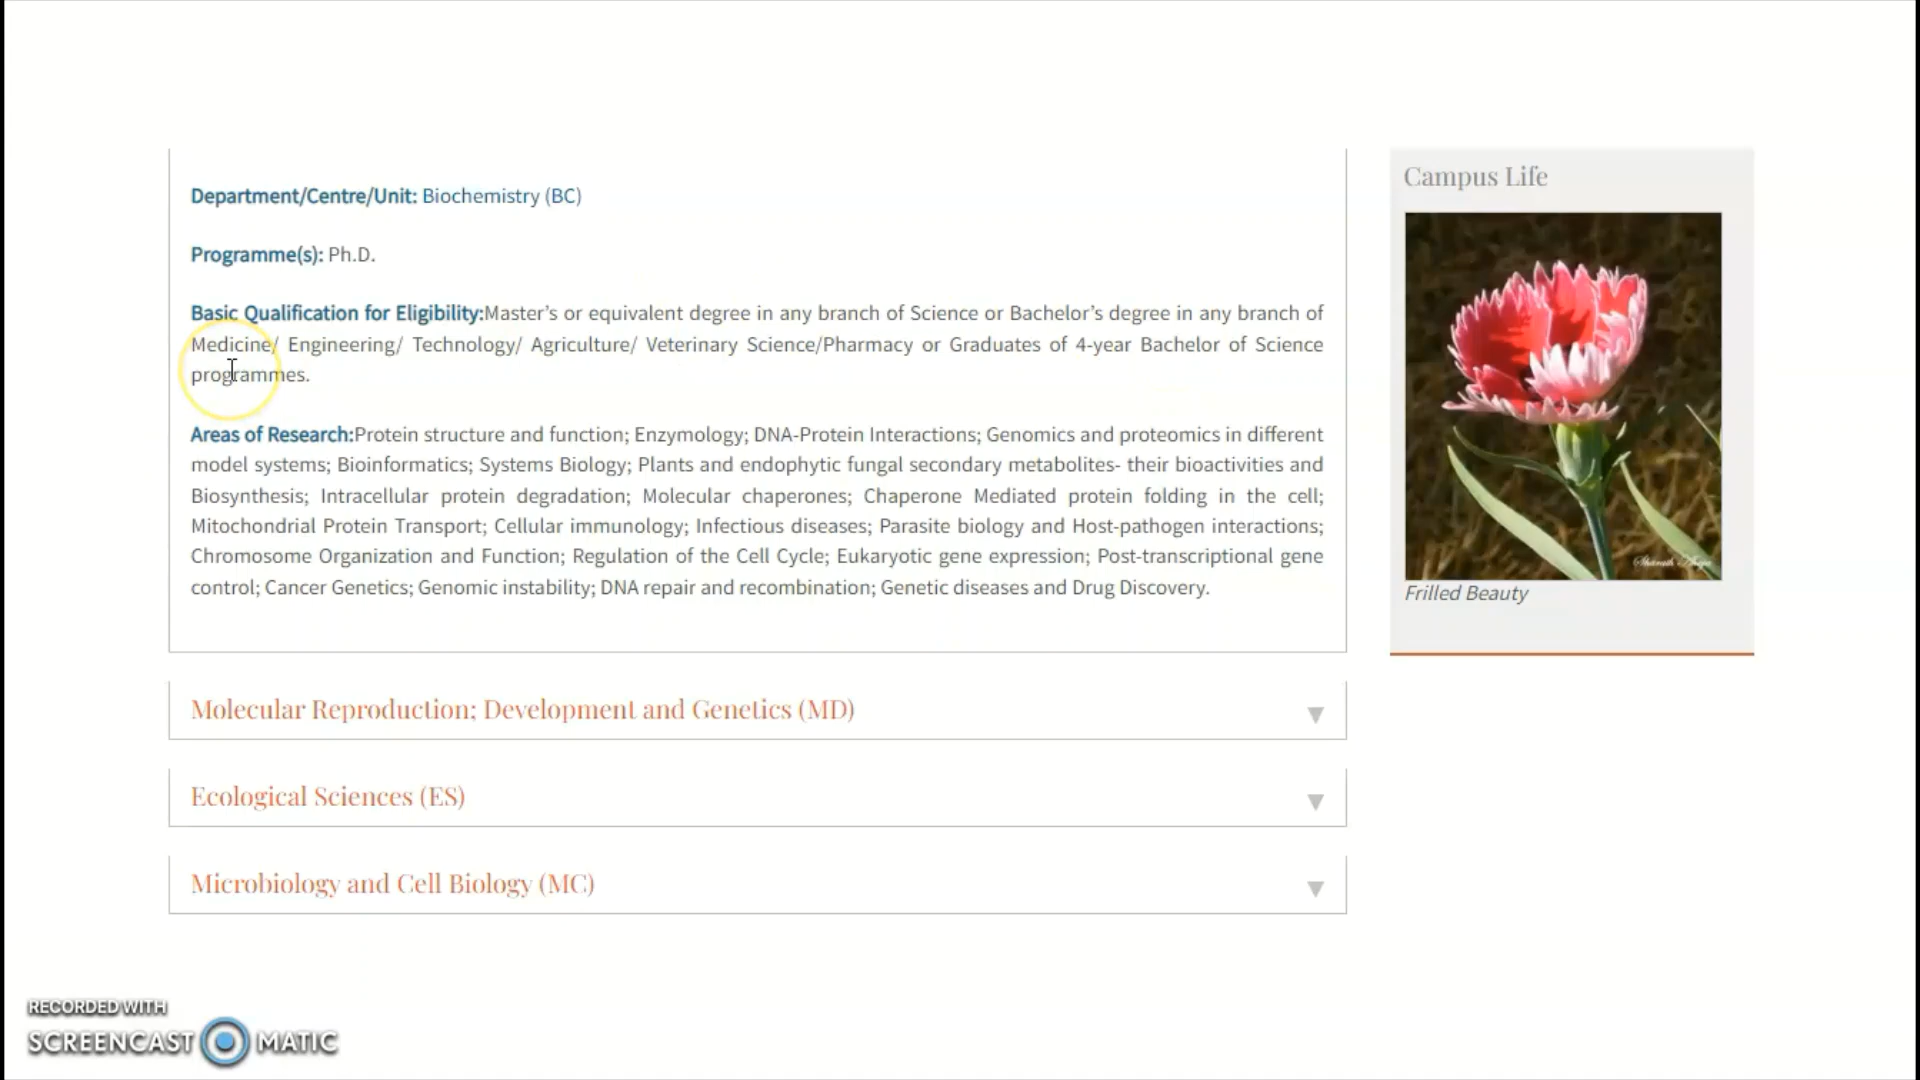 Department/Centre/Unit: Biochemistry (BC)
Programme(s): Ph.D.
Basic Qualification for Eligibility:Master's or equivalent degree in any branch of Science or Bachelor's degree in any branch of
Medicine/ Engineering/ Technology/ Agriculture/ Veterinary Science/Pharmacy or Graduates of 4-year Bachelor of Science
programmes.
Areas of Research:Protein structure and function; Enzymology; DNA-Protein Interactions; Genomics and proteomics in different
model systems; Bioinformatics; Systems Biology; Plants and endophytic fungal secondary metabolites- their bioactivities and
Biosynthesis; Intracellular protein degradation; Molecular chaperones; Chaperone Mediated protein folding in the cell;
Mitochondrial Protein Transport; Cellular immunology; Infectious diseases; Parasite biology and Host-pathogen interactions;
Chromosome Organization and Function; Regulation of the Cell Cycle; Eukaryotic gene expression; Post-transcriptional gene
control; Cancer Genetics; Genomic instability; DNA repair and recombination; Genetic diseases and Drug Discovery.
Molecular Reproduction; Development and Genetics (MD)
Ecological Sciences (ES)
Microbiology and Cell Biology (MC)
Campus Life
Frilled Beauty
RECORDED WITH
SCREENCAST MATIC